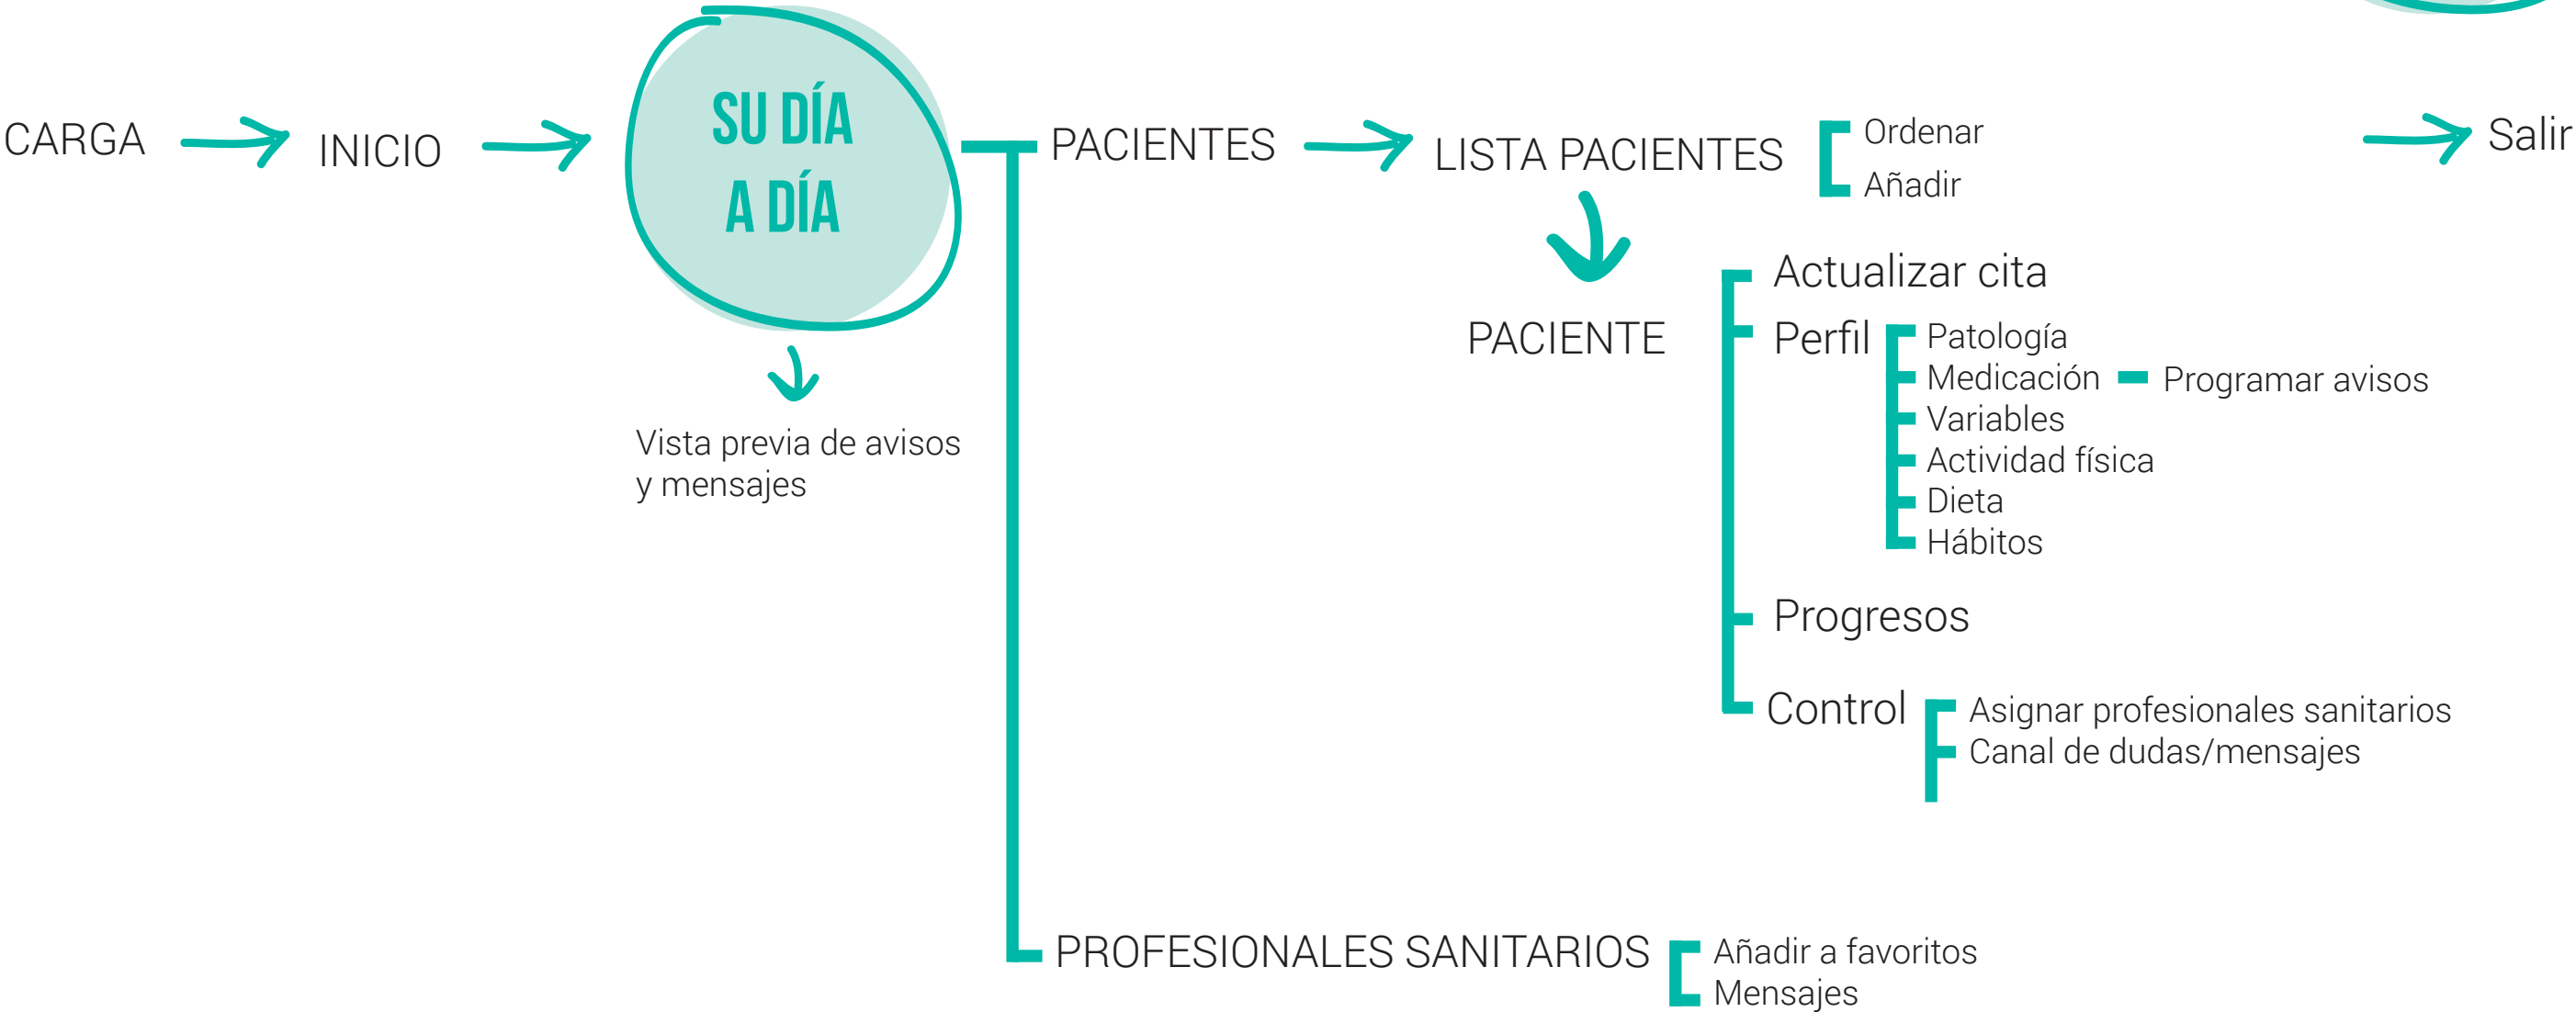 CARGA
INICIO
SU DÍA
A DÍA
Vista previa de avisos
y mensajes
PACIENTES
LISTA PACIENTES
Ordenar
Añadir
Salir
PACIENTE
Actualizar cita
Perfil
Patología
Medicación
Programar avisos
Variables
Actividad física
Dieta
Hábitos
Progresos
Control
Asignar profesionales sanitarios
Canal de dudas/mensajes
PROFESIONALES SANITARIOS
Añadir a favoritos
Mensajes